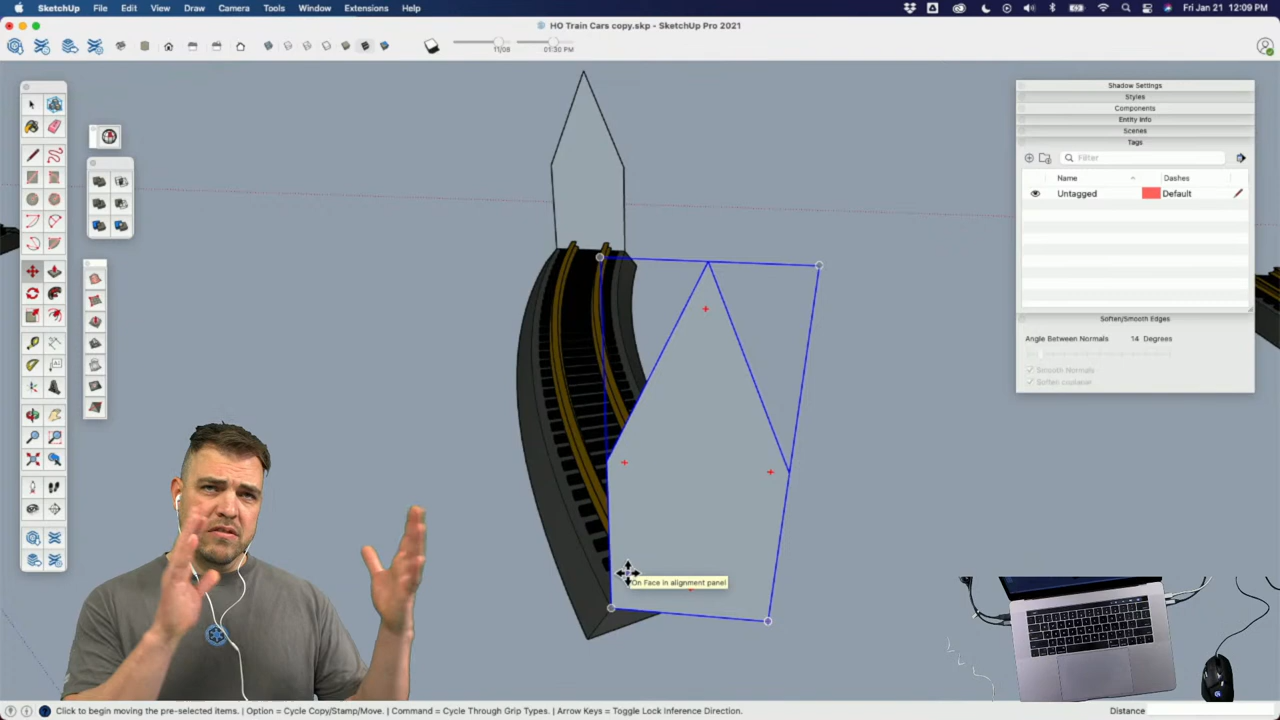 SketchUp File Edit View Draw Camera Tools Window Extensions Help Fri Jan 21 12:09 PM
HO Train Cars copy.skp - SketchUp Pro 2021
11/08 01:30 PM
Shadow Settings
Styles
Components
Entity Info
Scenes
Tags
Filter
Name Dashes
Untagged Default
Soften/Smooth Edges
Angle Between Normals 14 Degrees
Smooth Normals
Soften coplanar
On Face in alignment panel
Click to begin moving the pre-selected items. | Option = Cycle Copy/Stamp/Move. | Command = Cycle Through Grip Types. | Arrow Keys = Toggle Lock Inference Direction. Distance